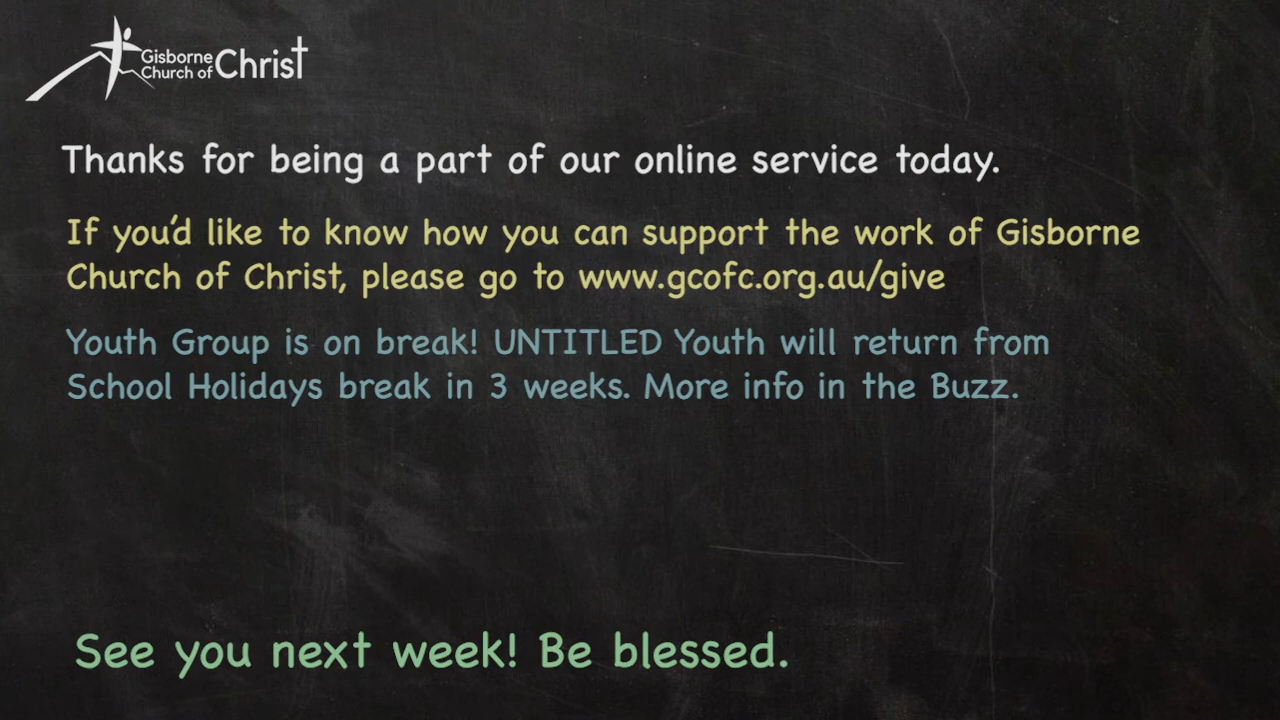 Gisborne
Church of Christ
Thanks for being a part of our online service today.
If you'd like to know how you can support the work of Gisborne
Church of Christ, please go to www.gcofc.org.au/give
Youth Group is on break! UNTITLED Youth will return from
School Holidays break in 3 weeks. More info in the Buzz.
See you next week! Be blessed.